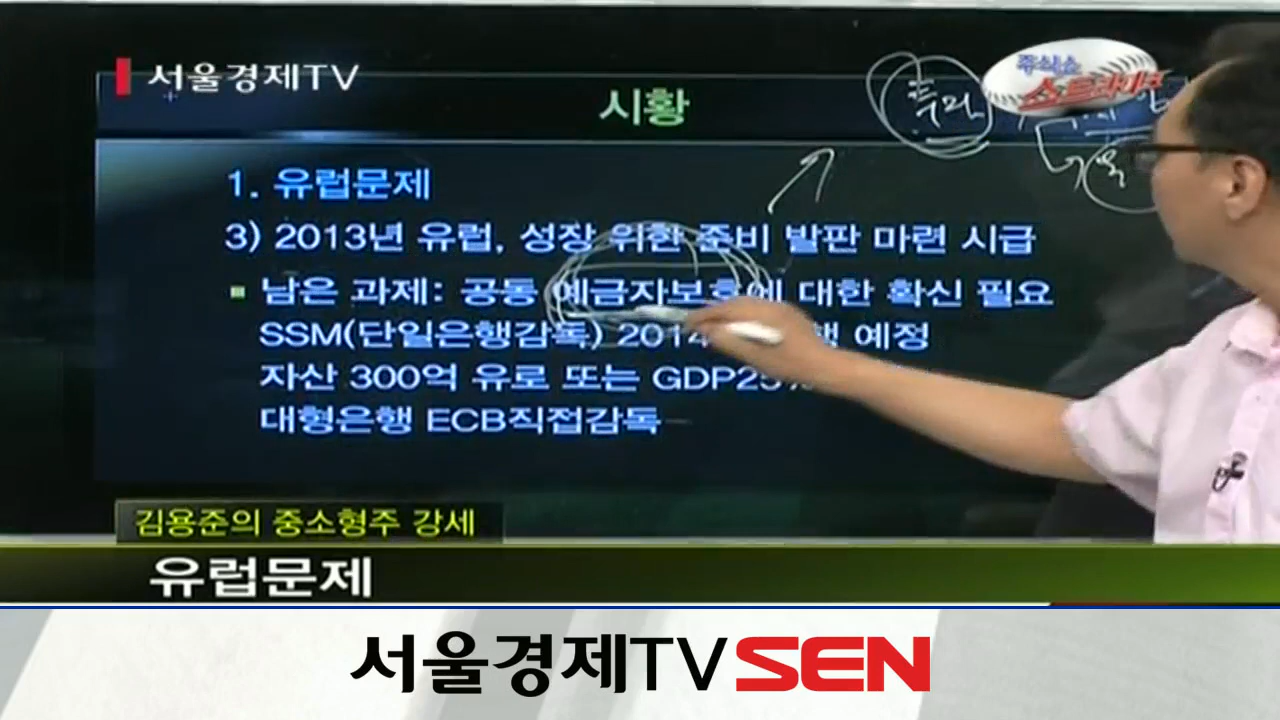 서울경제TV
시황
투자
주식쇼
스트라이크
1. 유럽문제
3) 2013년 유럽, 성장 위한 준비 발판 마련 시급
남은 과제: 공동 예금자보호에 대한 확신 필요
SSM(단일은행감독) 2014 예정
자산 300억 유로 또는 GDP25%
대형은행 ECB직접감독
김용준의 중소형주 강세
유럽문제
서울경제TV SEN